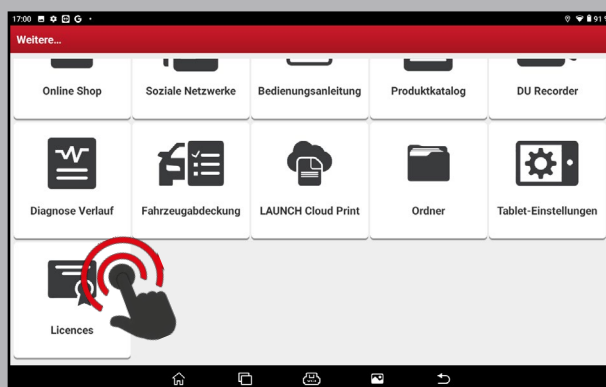 17:00 G 91 %
Weitere...
Online Shop Soziale Netzwerke Bedienungsanleitung Produktkatalog DU Recorder
Diagnose Verlauf Fahrzeugabdeckung LAUNCH Cloud Print Ordner Tablet-Einstellungen
Licences